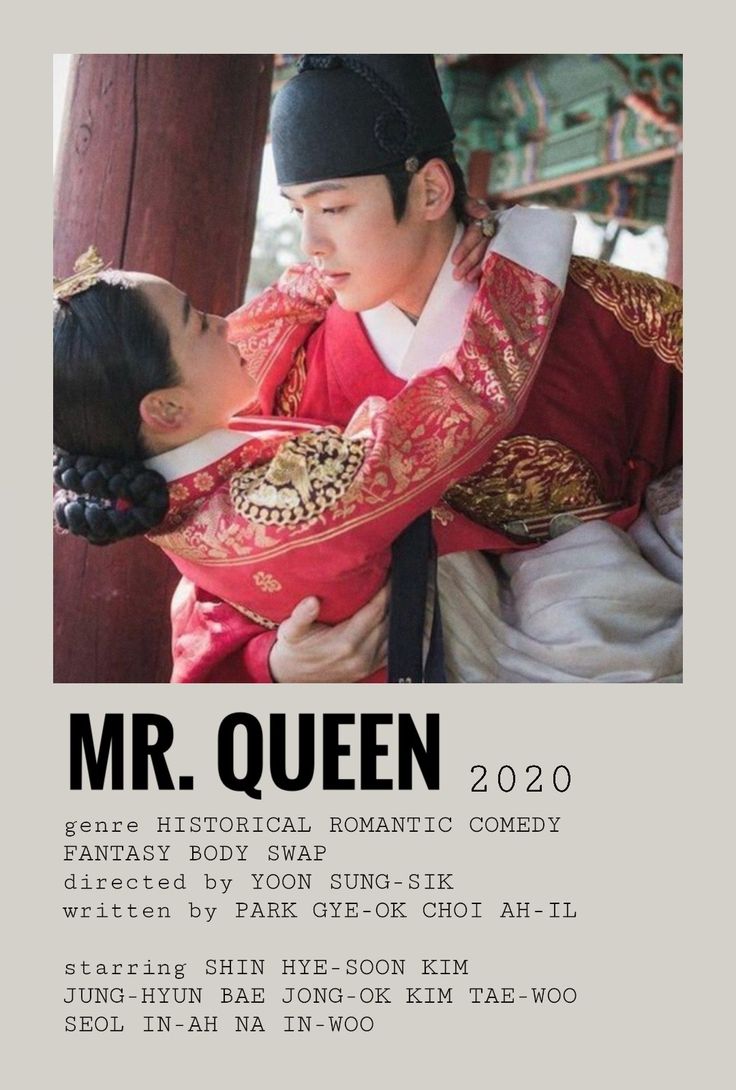 MR. QUEEN 2020
genre HISTORICAL ROMANTIC COMEDY
FANTASY BODY SWAP
directed by YOON SUNG-SIK
written by PARK GYE-OK CHOI AH-IL
starring SHIN HYE-SOON KIM
JUNG-HYUN BAE JONG-OK KIM TAE-WOO
SEOL IN-AH NA IN-WOO